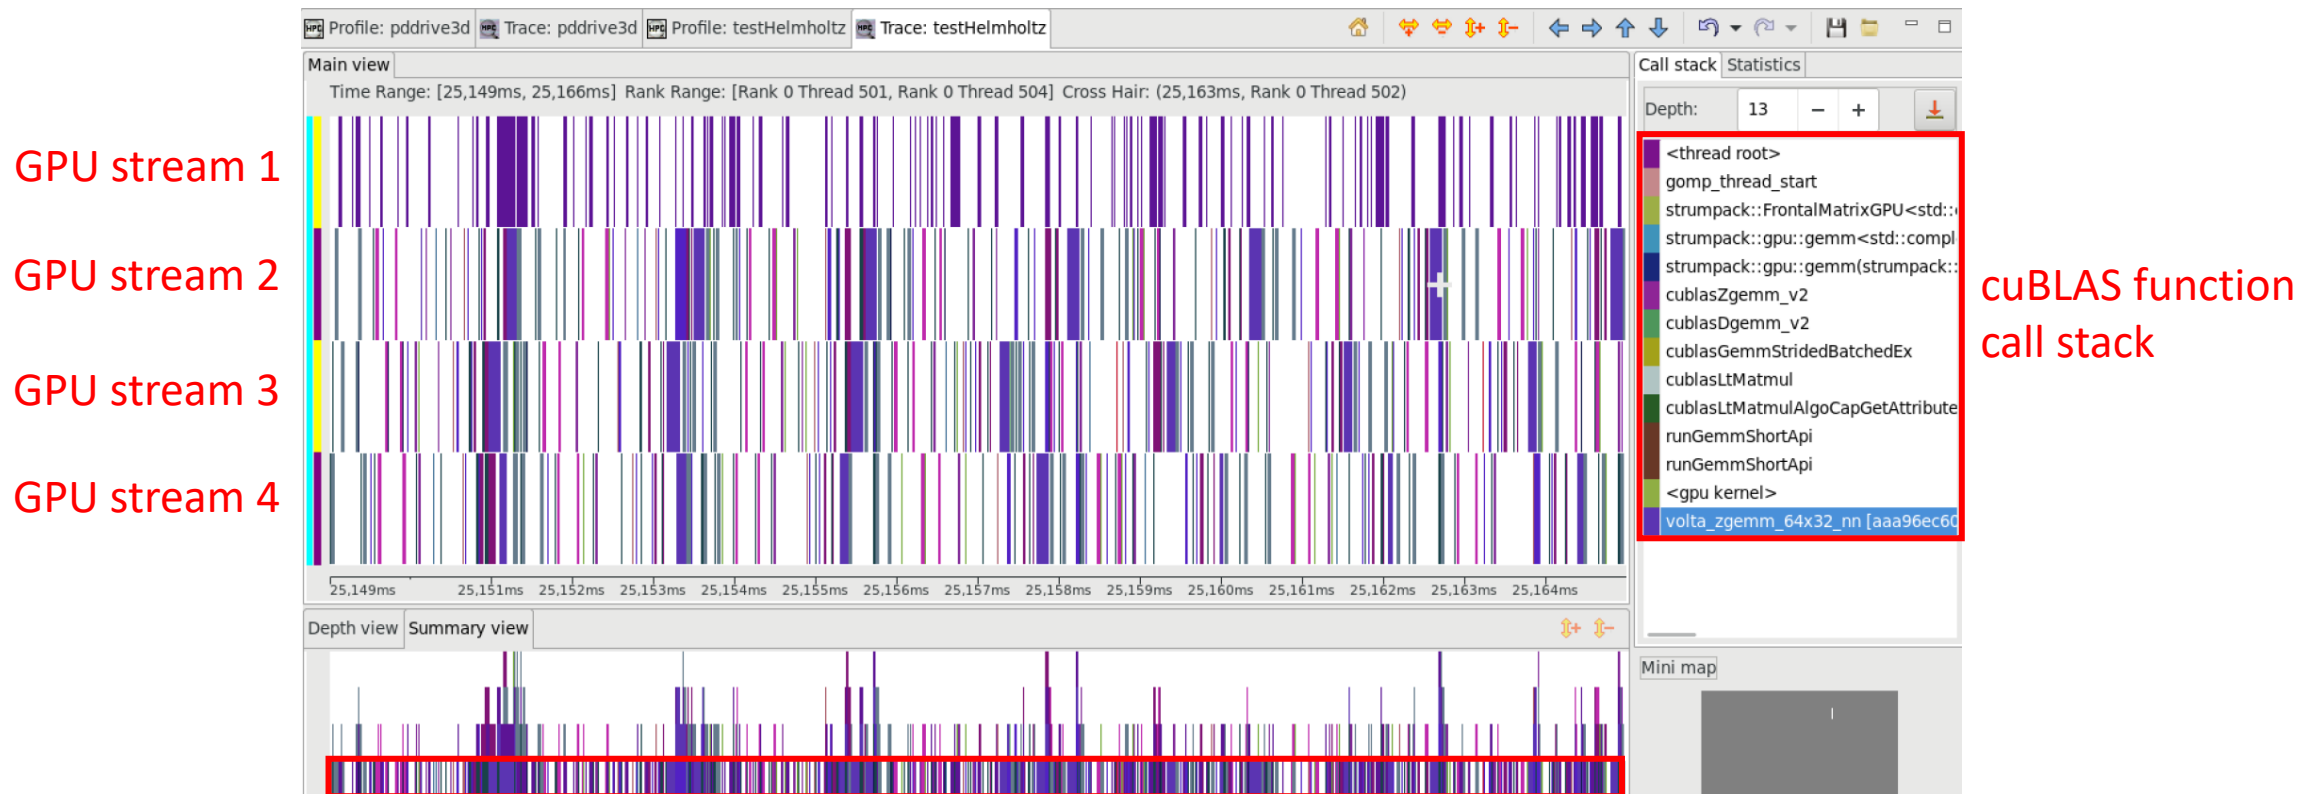 Profile: pddrive3d Trace: pddrive3d Profile: testHelmholtz Trace: testHelmholtz
Main view
Time Range: [25,149ms, 25,166ms] Rank Range: [Rank 0 Thread 501, Rank 0 Thread 504] Cross Hair: (25,163ms, Rank 0 Thread 502)
GPU stream 1
GPU stream 2
GPU stream 3
GPU stream 4
25,149ms 25,151ms 25,152ms 25,153ms 25,154ms 25,155ms 25,156ms 25,157ms 25,158ms 25,159ms 25,160ms 25,161ms 25,162ms 25,163ms 25,164ms
Depth view Summary view
Call stack Statistics
Depth: 13 − +
<thread root>
gomp_thread_start
strumpack::FrontalMatrixGPU<std::
strumpack::gpu::gemm<std::compl
strumpack::gpu::gemm(strumpack::
cublasZgemm_v2
cublasDgemm_v2
cublasGemmStridedBatchedEx
cublasLtMatmul
cublasLtMatmulAlgoCapGetAttribute
runGemmShortApi
runGemmShortApi
<gpu kernel>
volta_zgemm_64x32_nn [aaa96ec60
Mini map
cuBLAS function
call stack